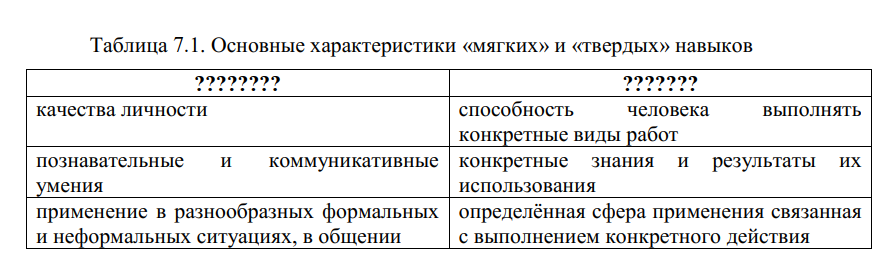 Таблица 7.1. Основные характеристики «мягких» и «твердых» навыков
???????? ???????
качества личности способность человека выполнять
конкретные виды работ
познавательные и коммуникативные конкретные знания и результаты их
умения использования
применение в разнообразных формальных определённая сфера применения связанная
и неформальных ситуациях, в общении с выполнением конкретного действия